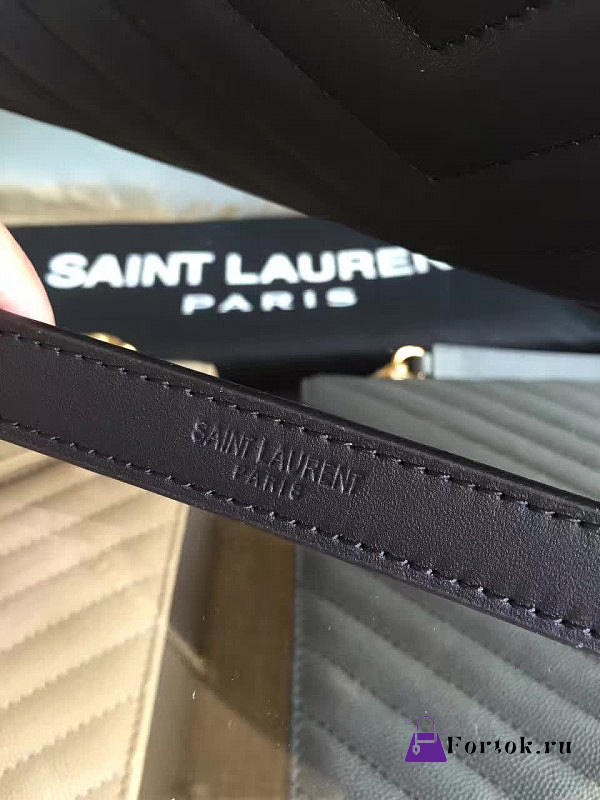 SAINT LAUREN
PARIS
SAINT LAURENT
PARIS
Fortok.ru